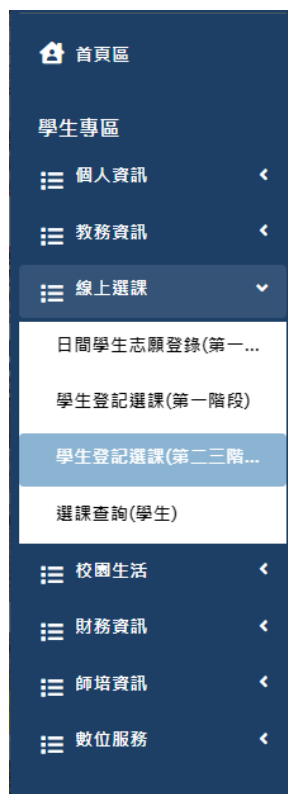 首頁區
學生專區
個人資訊
教務資訊
線上選課
日間學生志願登錄(第一...
學生登記選課(第一階段)
學生登記選課(第二三階...
選課查詢(學生)
校園生活
財務資訊
師培資訊
數位服務